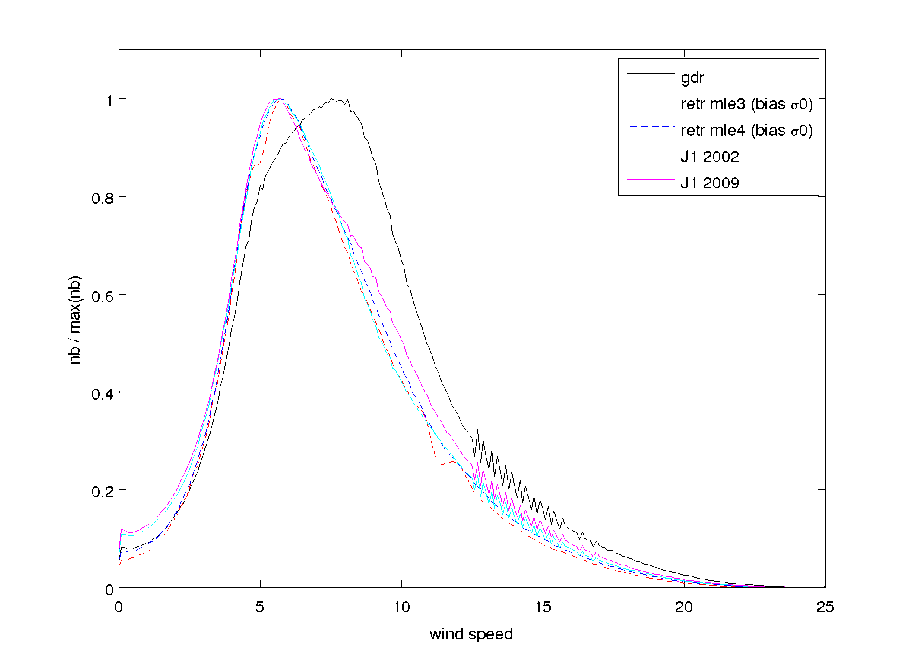 gdr
retr mle3 (bias σ0)
retr mle4 (bias σ0)
J1 2002
J1 2009
1
0.8
0.6
0.4
0.2
0
nb / max(nb)
0 5 10 15 20 25
wind speed